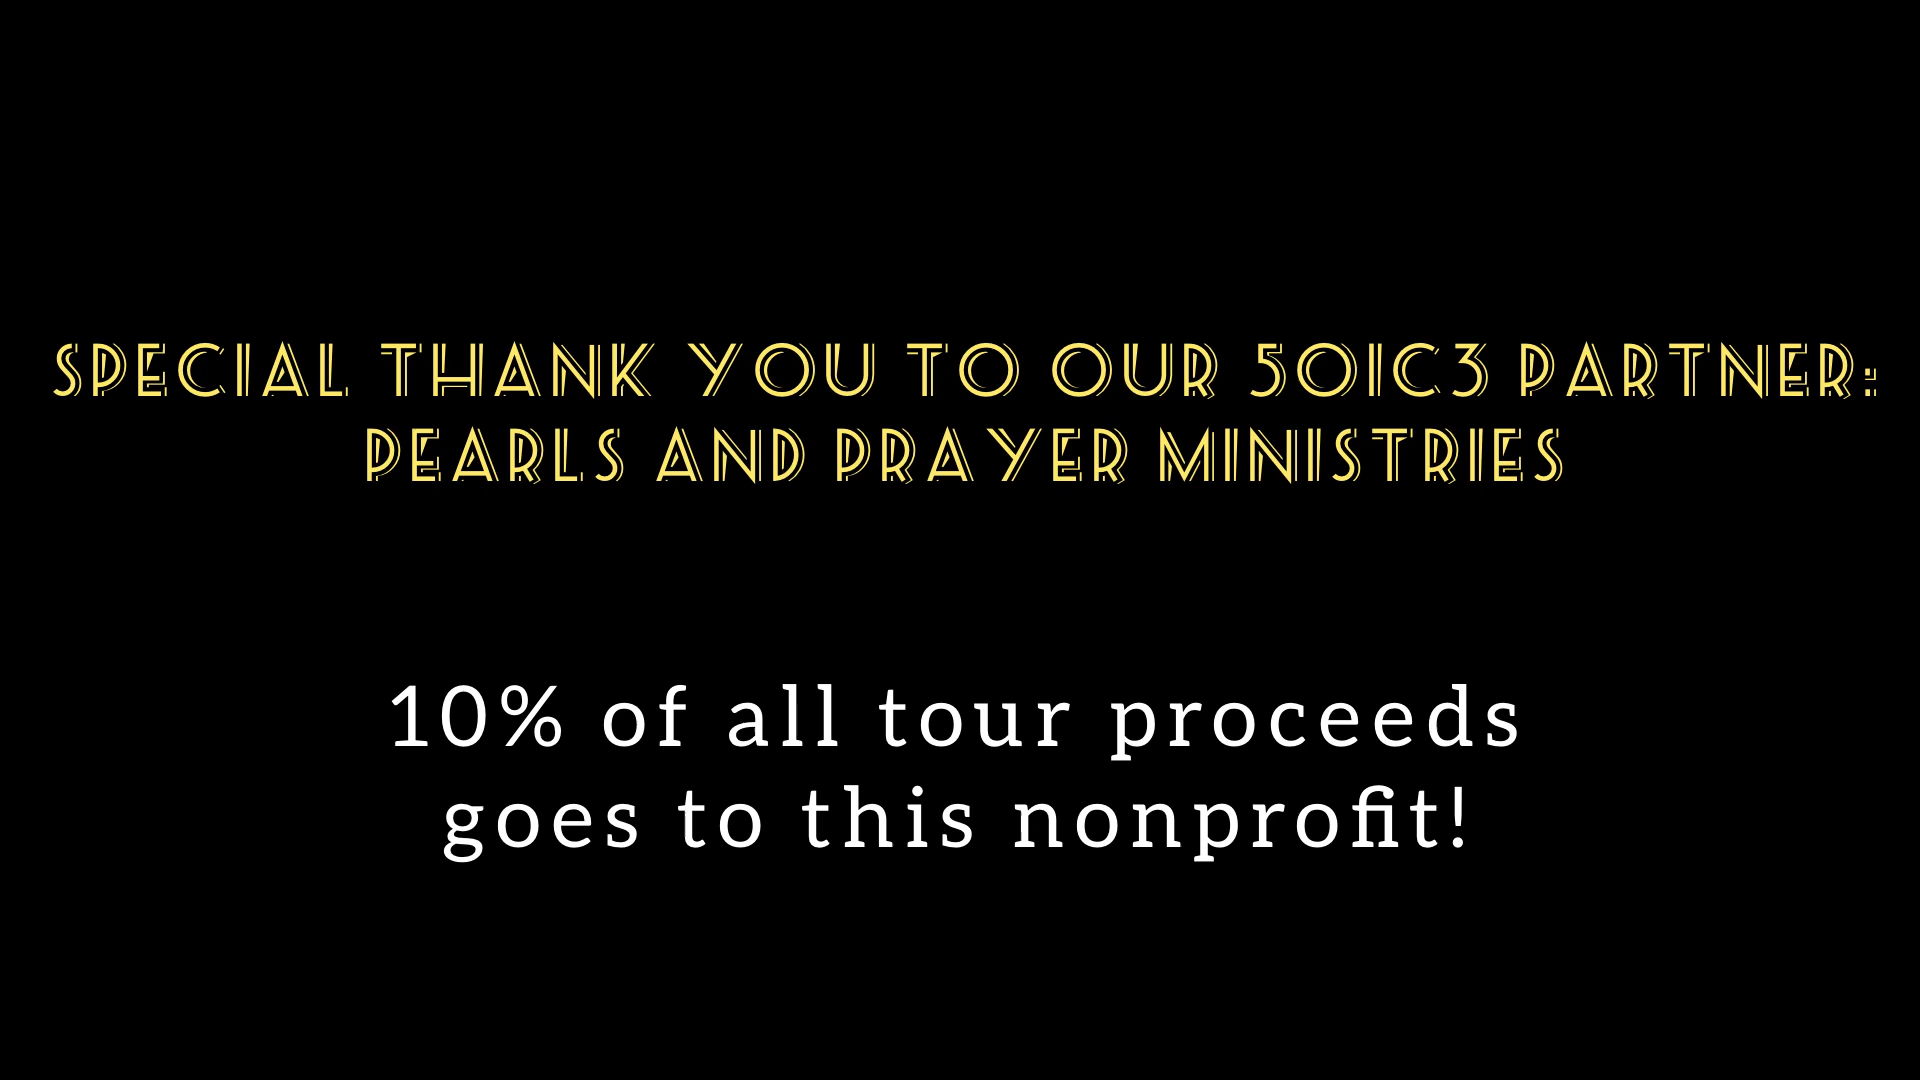 SPECIAL THANK YOU TO OUR 501C3 PARTNER:
PEARLS AND PRAYER MINISTRIES
10% of all tour proceeds
goes to this nonprofit!